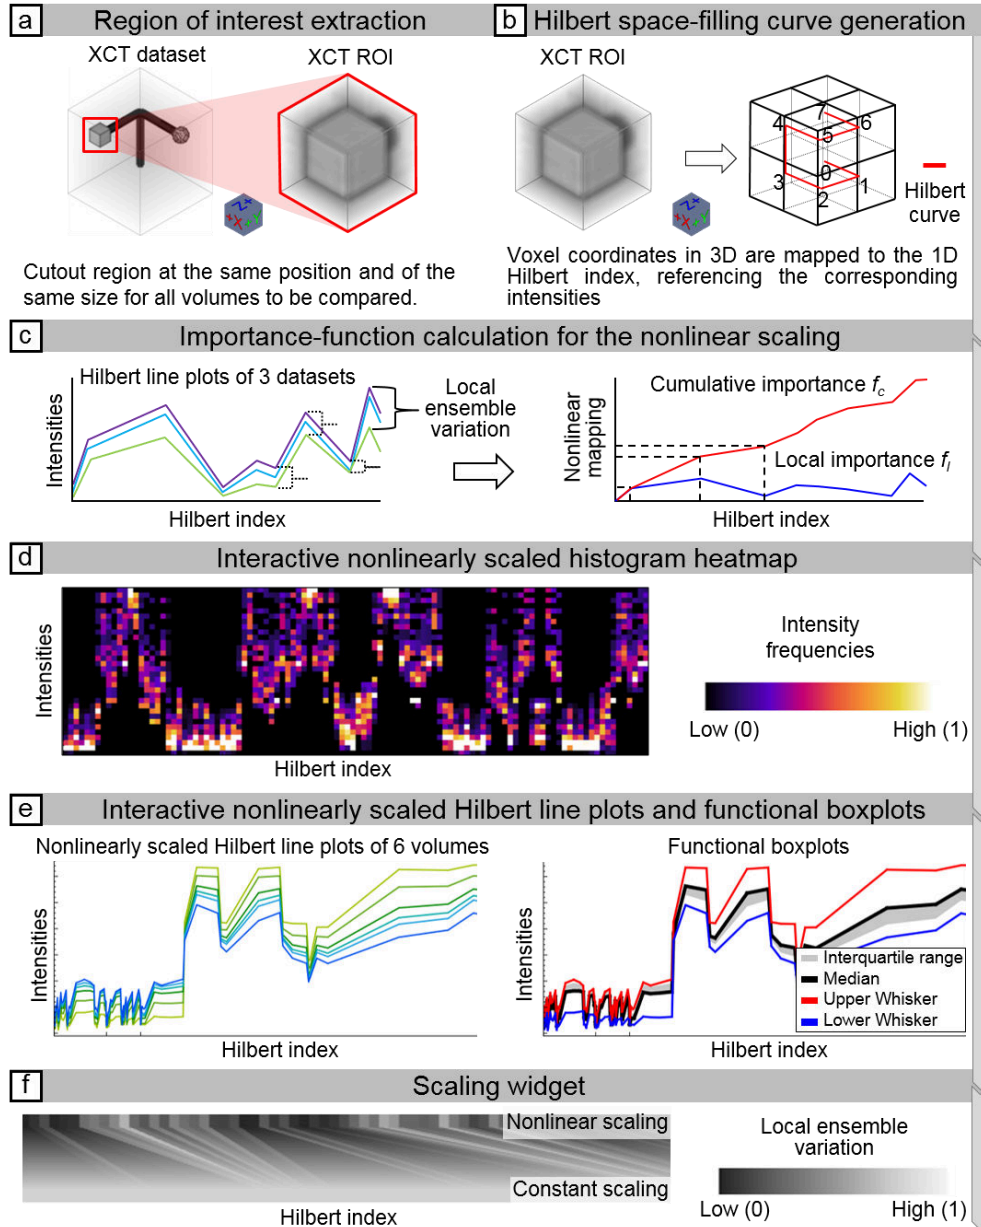 a Region of interest extraction
XCT dataset
XCT ROI
Z+
+X
+Y
Cutout region at the same position and of the
same size for all volumes to be compared.
b Hilbert space-filling curve generation
XCT ROI
Z+
+X
+Y
7
4
5
6
0
3
1
2
Hilbert
curve
Voxel coordinates in 3D are mapped to the 1D
Hilbert index, referencing the corresponding
intensities
c Importance-function calculation for the nonlinear scaling
Hilbert line plots of 3 datasets
Intensities
Hilbert index
Local
ensemble
variation
Cumulative importance fc
Nonlinear
mapping
Local importance fl
Hilbert index
d Interactive nonlinearly scaled histogram heatmap
Intensities
Hilbert index
Intensity
frequencies
Low (0)
High (1)
e Interactive nonlinearly scaled Hilbert line plots and functional boxplots
Nonlinearly scaled Hilbert line plots of 6 volumes
Intensities
Hilbert index
Functional boxplots
Intensities
Interquartile range
Median
Upper Whisker
Lower Whisker
Hilbert index
f Scaling widget
Nonlinear scaling
Constant scaling
Hilbert index
Local ensemble
variation
Low (0)
High (1)